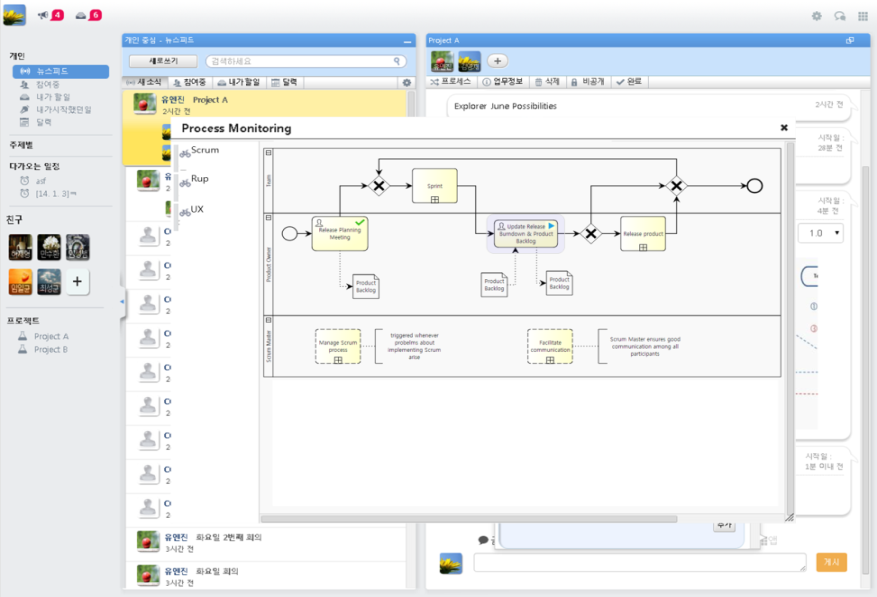 4
6
개인
뉴스피드
참여중
내가 할일
내가시작했던일
달력
주제별
다가오는 일정
asf
[14. 1. 3]
친구
프로젝트
Project A
Project B
개인 중심 - 뉴스피드
새로쓰기
검색하세요
새 소식
참여중
내가할일
달력
유엔진 Project A
2시간 전
유엔진 화요일 2번째 회의
3시간 전
유엔진 화요일 회의
3시간 전
Project A
프로세스
업무정보
삭제
비공개
완료
Explorer June Possibilities
2시간 전
시작일 :
28분 전
시작일 :
4분 전
1.0
시작일 :
1분 이내 전
추가
게시
Process Monitoring
Scrum
Rup
UX
Team
Sprint
Product Owner
Release Planning
Meeting
Update Release
Burndown & Product
Backlog
Release product
Product
Backlog
Product
Backlog
Product
Backlog
Scrum Master
Manage Scrum
process
triggered whenever
probelms about
implementing Scrum
arise
Facilitate
communication
Scrum Master ensures good
communication among all
participants